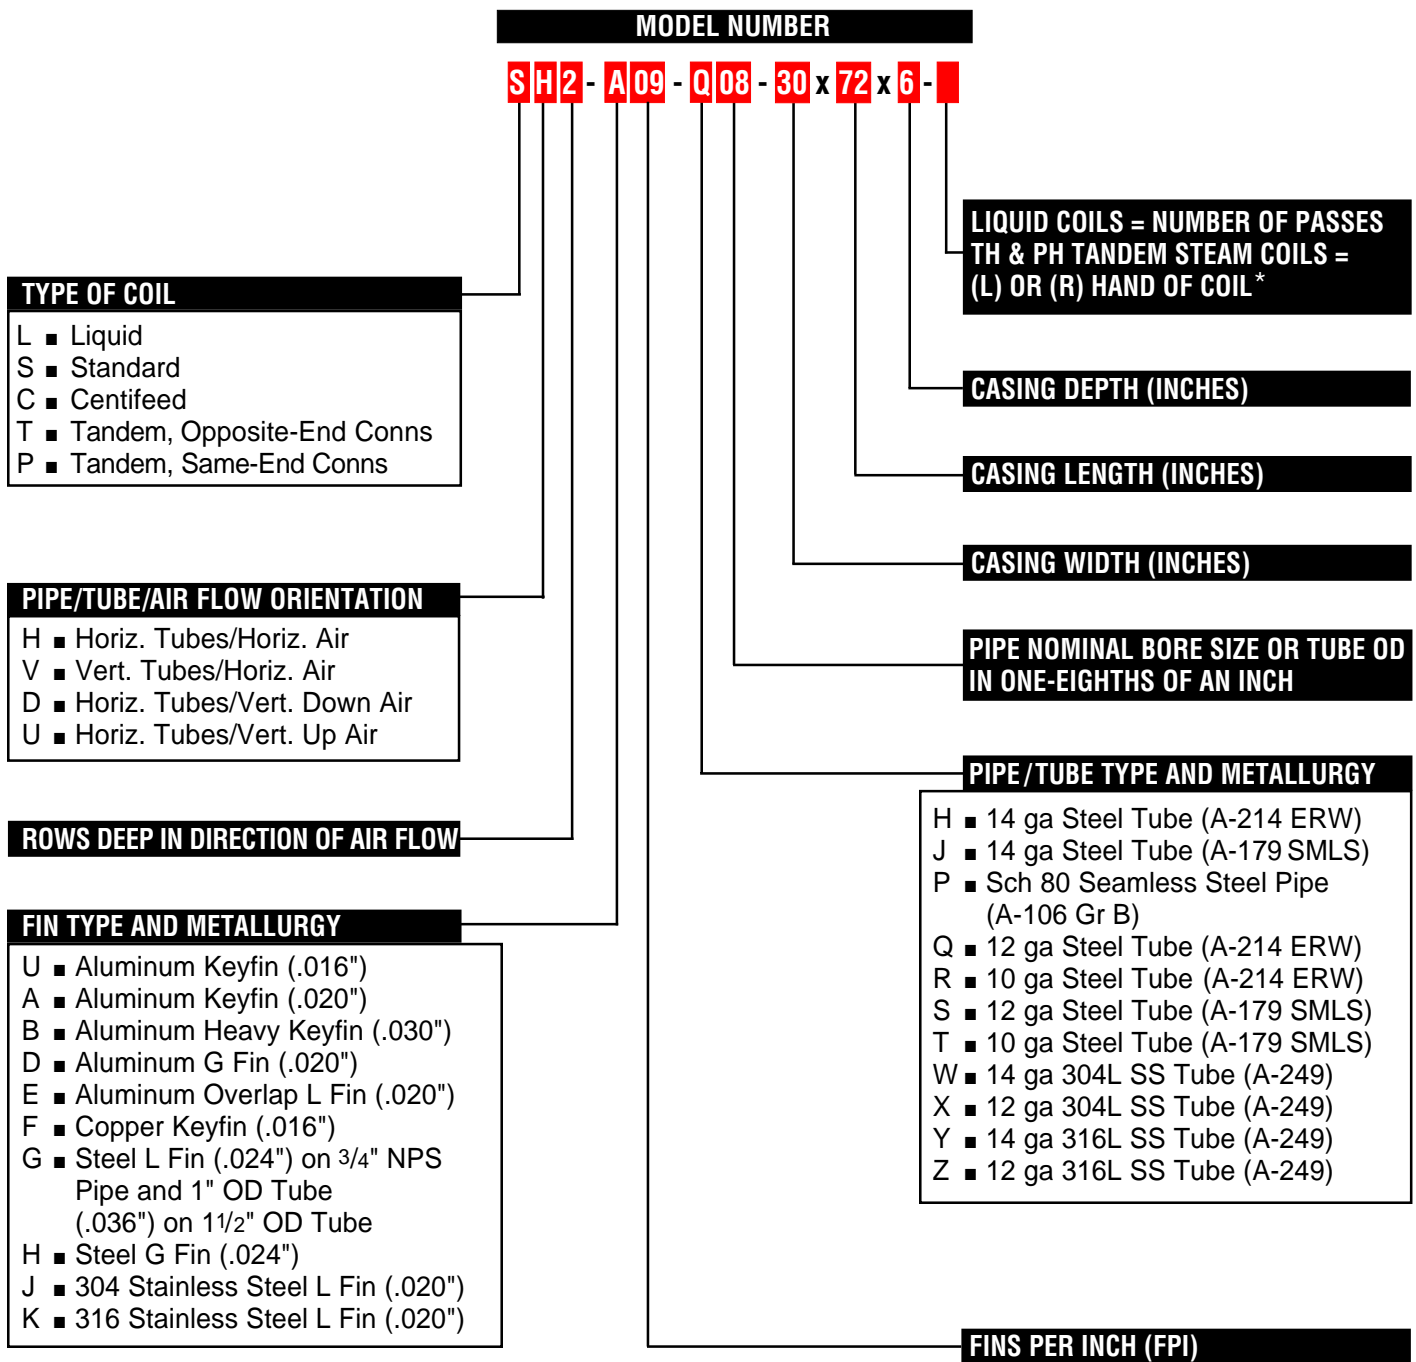 MODEL NUMBER
SH2 - A09 - Q08 - 30 x 72 x 6 -
LIQUID COILS = NUMBER OF PASSES
TH & PH TANDEM STEAM COILS =
(L) OR (R) HAND OF COIL*
TYPE OF COIL
L ■ Liquid
S ■ Standard
C ■ Centifeed
T ■ Tandem, Opposite-End Conns
P ■ Tandem, Same-End Conns
CASING DEPTH (INCHES)
CASING LENGTH (INCHES)
CASING WIDTH (INCHES)
PIPE/TUBE/AIR FLOW ORIENTATION
H ■ Horiz. Tubes/Horiz. Air
V ■ Vert. Tubes/Horiz. Air
D ■ Horiz. Tubes/Vert. Down Air
U ■ Horiz. Tubes/Vert. Up Air
PIPE NOMINAL BORE SIZE OR TUBE OD
IN ONE-EIGHTHS OF AN INCH
ROWS DEEP IN DIRECTION OF AIR FLOW
PIPE/TUBE TYPE AND METALLURGY
H ■ 14 ga Steel Tube (A-214 ERW)
J ■ 14 ga Steel Tube (A-179 SMLS)
P ■ Sch 80 Seamless Steel Pipe
(A-106 Gr B)
Q ■ 12 ga Steel Tube (A-214 ERW)
R ■ 10 ga Steel Tube (A-214 ERW)
S ■ 12 ga Steel Tube (A-179 SMLS)
T ■ 10 ga Steel Tube (A-179 SMLS)
W ■ 14 ga 304L SS Tube (A-249)
X ■ 12 ga 304L SS Tube (A-249)
Y ■ 14 ga 316L SS Tube (A-249)
Z ■ 12 ga 316L SS Tube (A-249)
FIN TYPE AND METALLURGY
U ■ Aluminum Keyfin (.016")
A ■ Aluminum Keyfin (.020")
B ■ Aluminum Heavy Keyfin (.030")
D ■ Aluminum G Fin (.020")
E ■ Aluminum Overlap L Fin (.020")
F ■ Copper Keyfin (.016")
G ■ Steel L Fin (.024") on 3/4" NPS
Pipe and 1" OD Tube
(.036") on 11/2" OD Tube
H ■ Steel G Fin (.024")
J ■ 304 Stainless Steel L Fin (.020")
K ■ 316 Stainless Steel L Fin (.020")
FINS PER INCH (FPI)